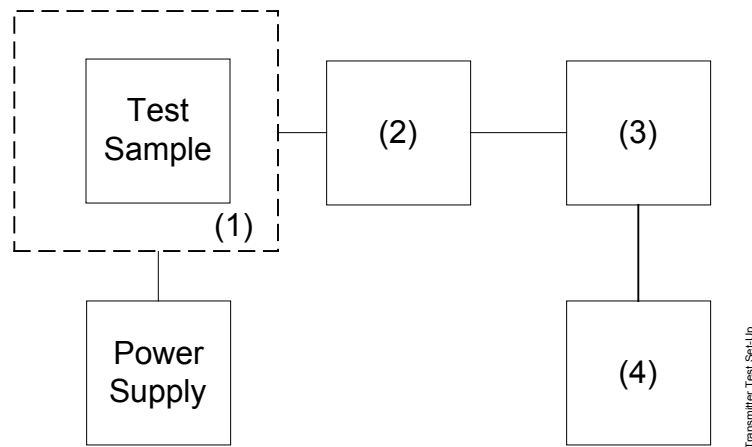 Test
Sample
(1)
(2)
(3)
Power
Supply
(4)
Transmitter Test Set-Up